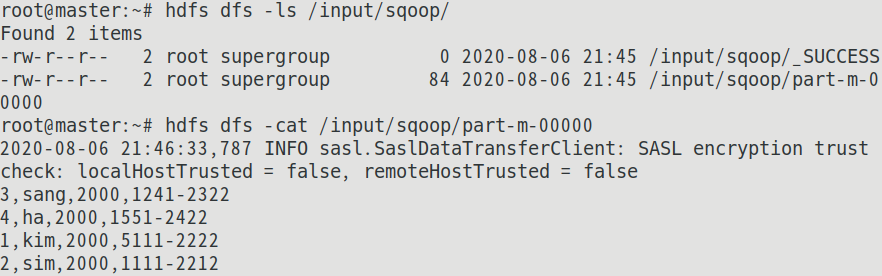 root@master:~# hdfs dfs -ls /input/sqoop/
Found 2 items
-rw-r--r--   2 root supergroup          0 2020-08-06 21:45 /input/sqoop/_SUCCESS
-rw-r--r--   2 root supergroup         84 2020-08-06 21:45 /input/sqoop/part-m-0
0000
root@master:~# hdfs dfs -cat /input/sqoop/part-m-00000
2020-08-06 21:46:33,787 INFO sasl.SaslDataTransferClient: SASL encryption trust
check: localHostTrusted = false, remoteHostTrusted = false
3,sang,2000,1241-2322
4,ha,2000,1551-2422
1,kim,2000,5111-2222
2,sim,2000,1111-2212